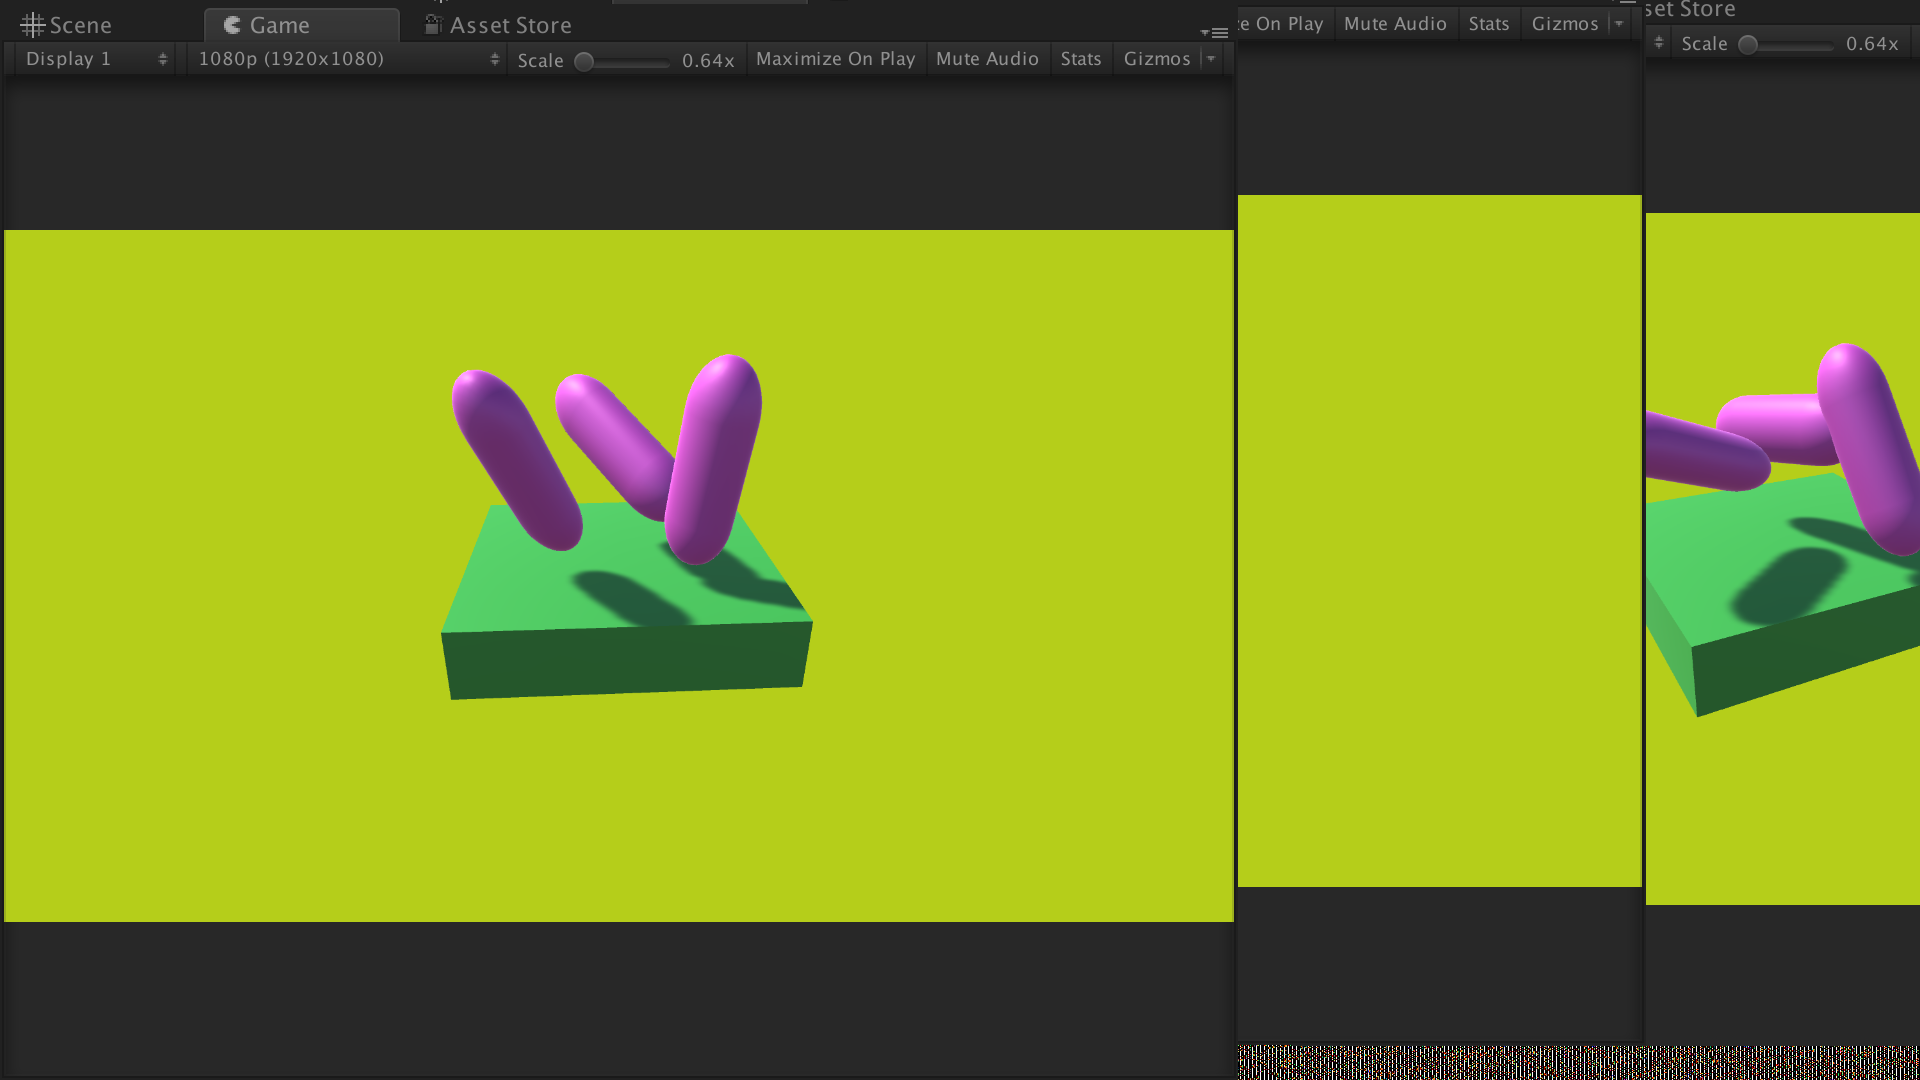 Scene Game Asset Store
Display 1 1080p (1920x1080) Scale 0.64x Maximize On Play Mute Audio Stats Gizmos
On Play Mute Audio Stats Gizmos
Store
Scale 0.64x